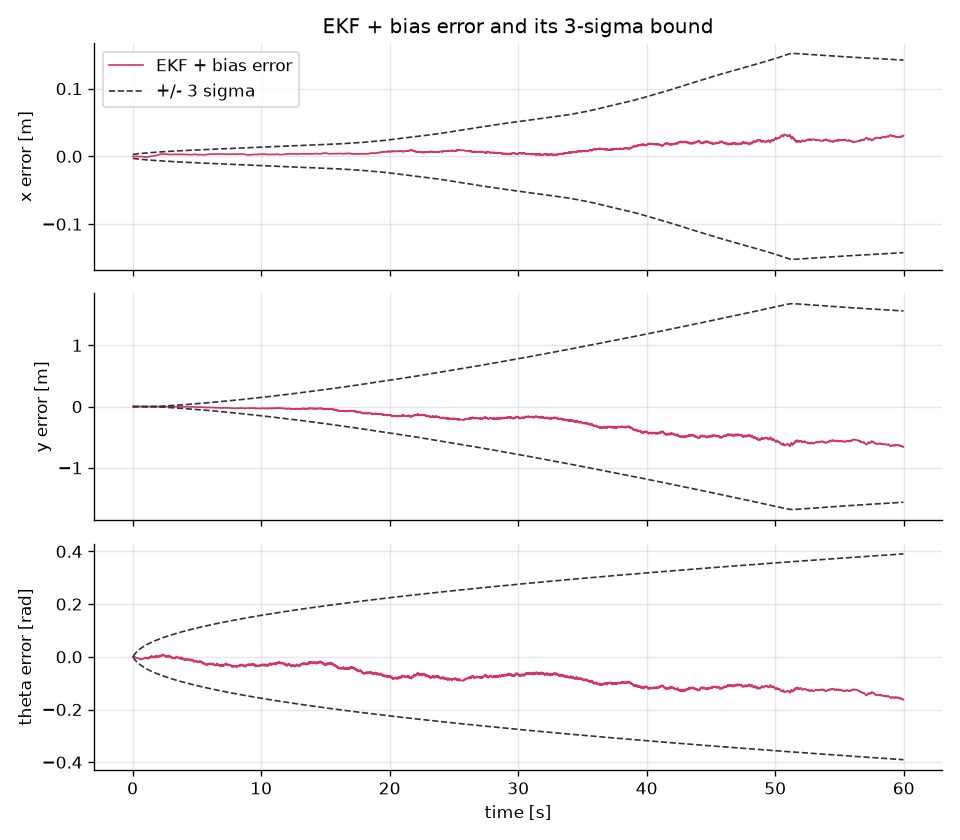 EKF + bias error and its 3-sigma bound
EKF + bias error
+/- 3 sigma
x error [m]
0.1
0.0
−0.1
y error [m]
1
0
−1
theta error [rad]
0.4
0.2
0.0
−0.2
−0.4
0 10 20 30 40 50 60
time [s]